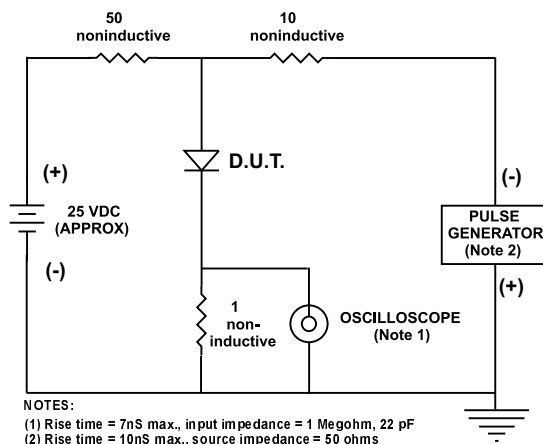 50
noninductive
10
noninductive
(+)
D.U.T.
(-)
25 VDC
(APPROX)
PULSE
GENERATOR
(Note 2)
(-)
(+)
1
non-
inductive
OSCILLOSCOPE
(Note 1)
NOTES:
(1) Rise time = 7nS max., input impedance = 1 Megohm, 22 pF
(2) Rise time = 10nS max., source impedance = 50 ohms